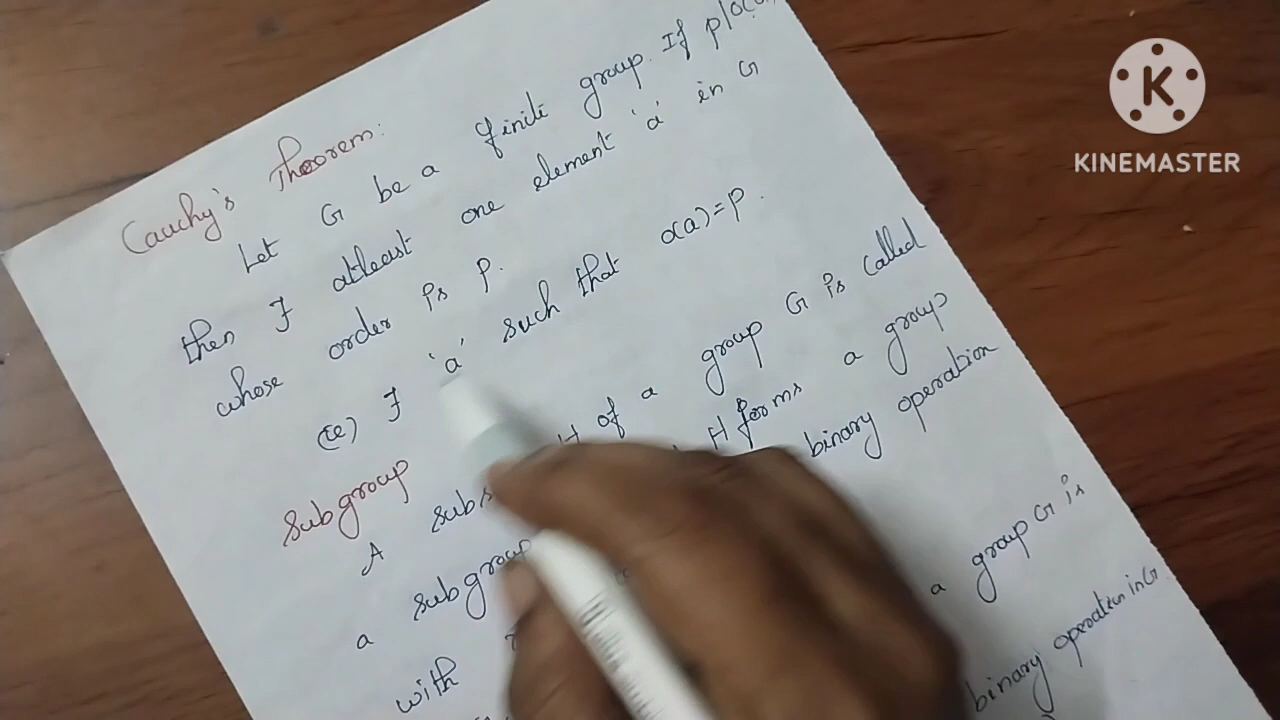 Cauchy's Theorem:
Let G be a finite group. If p/o(G)
then ∃ atleast one element 'a' in G
whose order is p.
(ie) ∃ 'a' such that o(a)=p.
Subgroup
A H of a group G is called
a subgroup H forms a group
with binary operation
a group G is
binary operation in G
KINEMASTER